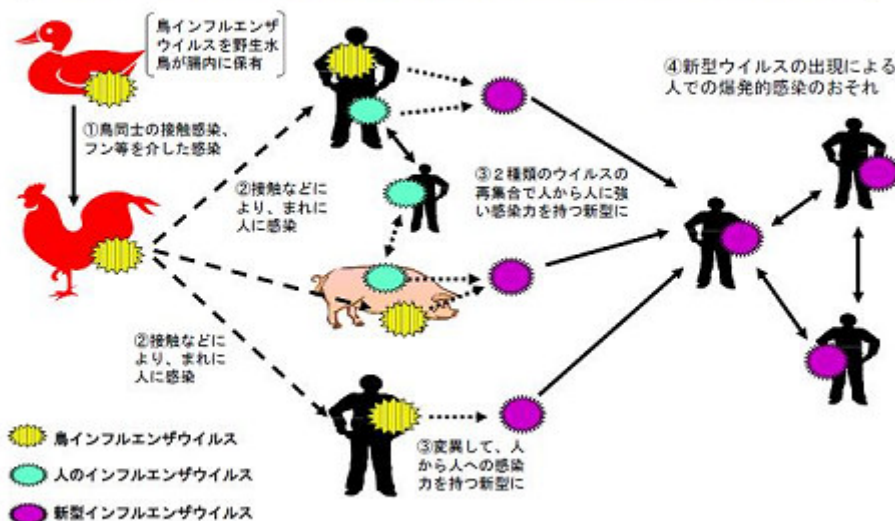 鳥インフルエンザ
ウイルスを野生水
鳥が腸内に保有
①鳥同士の接触感染、
フン等を介した感染
②接触などに
より、まれに
人に感染
②接触などに
より、まれに
人に感染
③２種類のウイルスの
再集合で人から人に強
い感染力を持つ新型に
③変異して、人
から人への感染
力を持つ新型に
④新型ウイルスの出現による
人での爆発的感染のおそれ
鳥インフルエンザウイルス
人のインフルエンザウイルス
新型インフルエンザウイルス